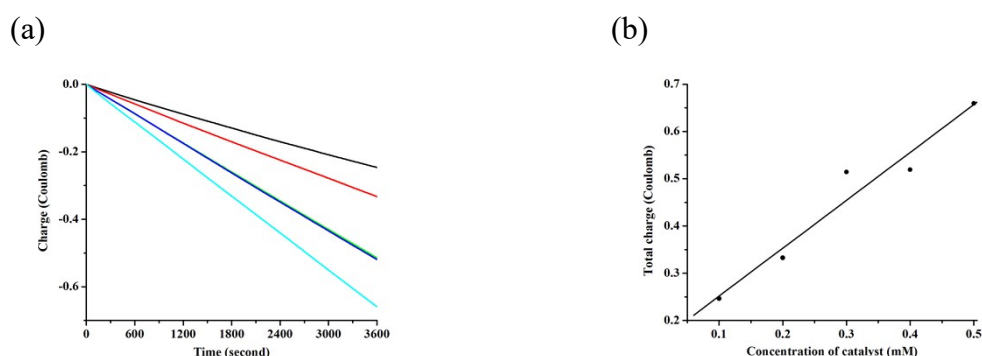 (a)
0.0
-0.2
-0.4
-0.6
Charge (Coulomb)
0 600 1200 1800 2400 3000 3600
Time (second)
(b)
0.7
0.6
0.5
0.4
0.3
0.2
Total charge (Coulomb)
0.1 0.2 0.3 0.4 0.5
Concentration of catalyst (mM)